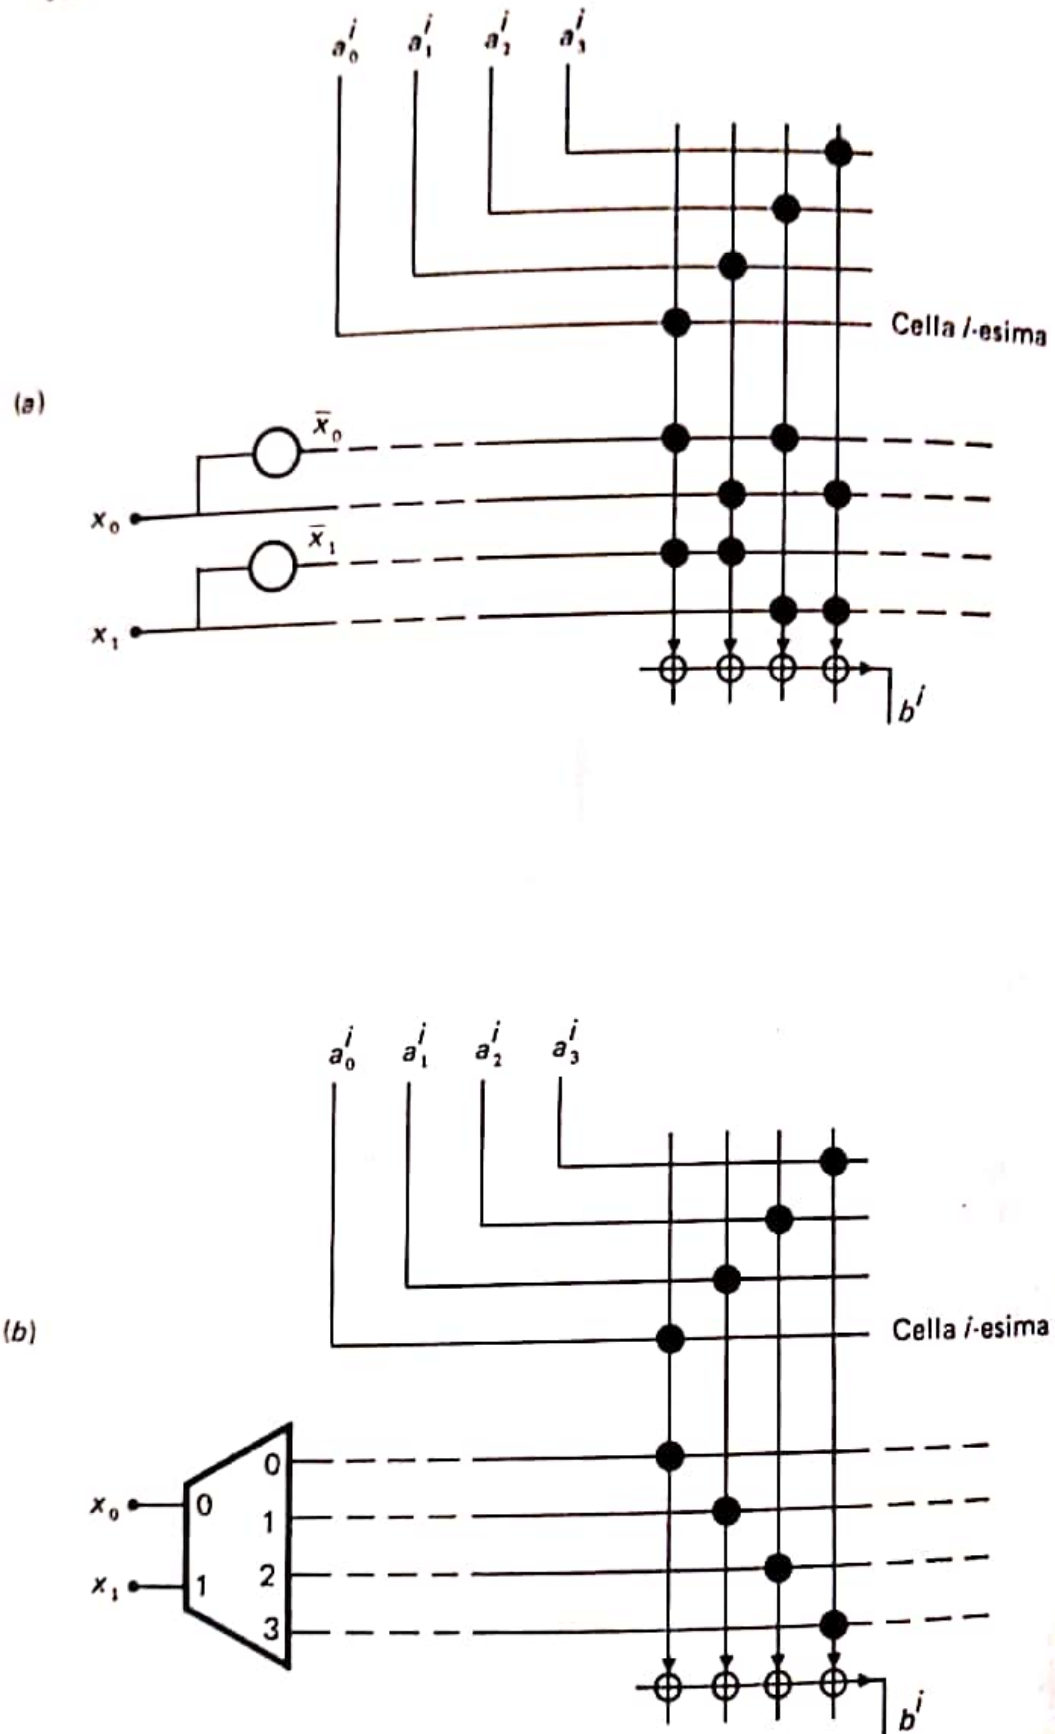 a₀ⁱ a₁ⁱ a₂ⁱ a₃ⁱ
Cella i-esima
(a)
x̄₀
x₀
x̄₁
x₁
bⁱ
a₀ⁱ a₁ⁱ a₂ⁱ a₃ⁱ
(b)
Cella i-esima
0
x₀ 0
1
x₁ 1
2
3
bⁱ